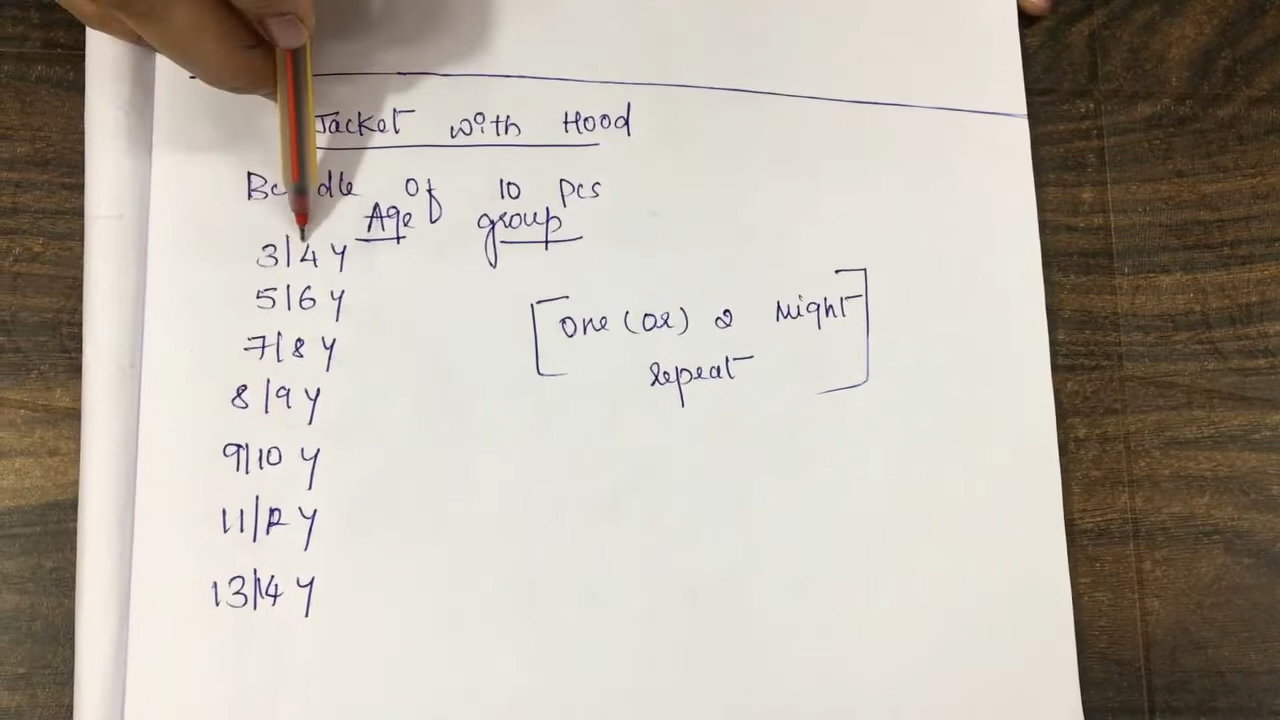 Jacket with Hood
Bundle of 10 pcs
Age group
3/4 y
5/6 y
7/8 y
8/9 y
9/10 y
11/12 y
13/14 y
[one (or) 2 might
repeat]